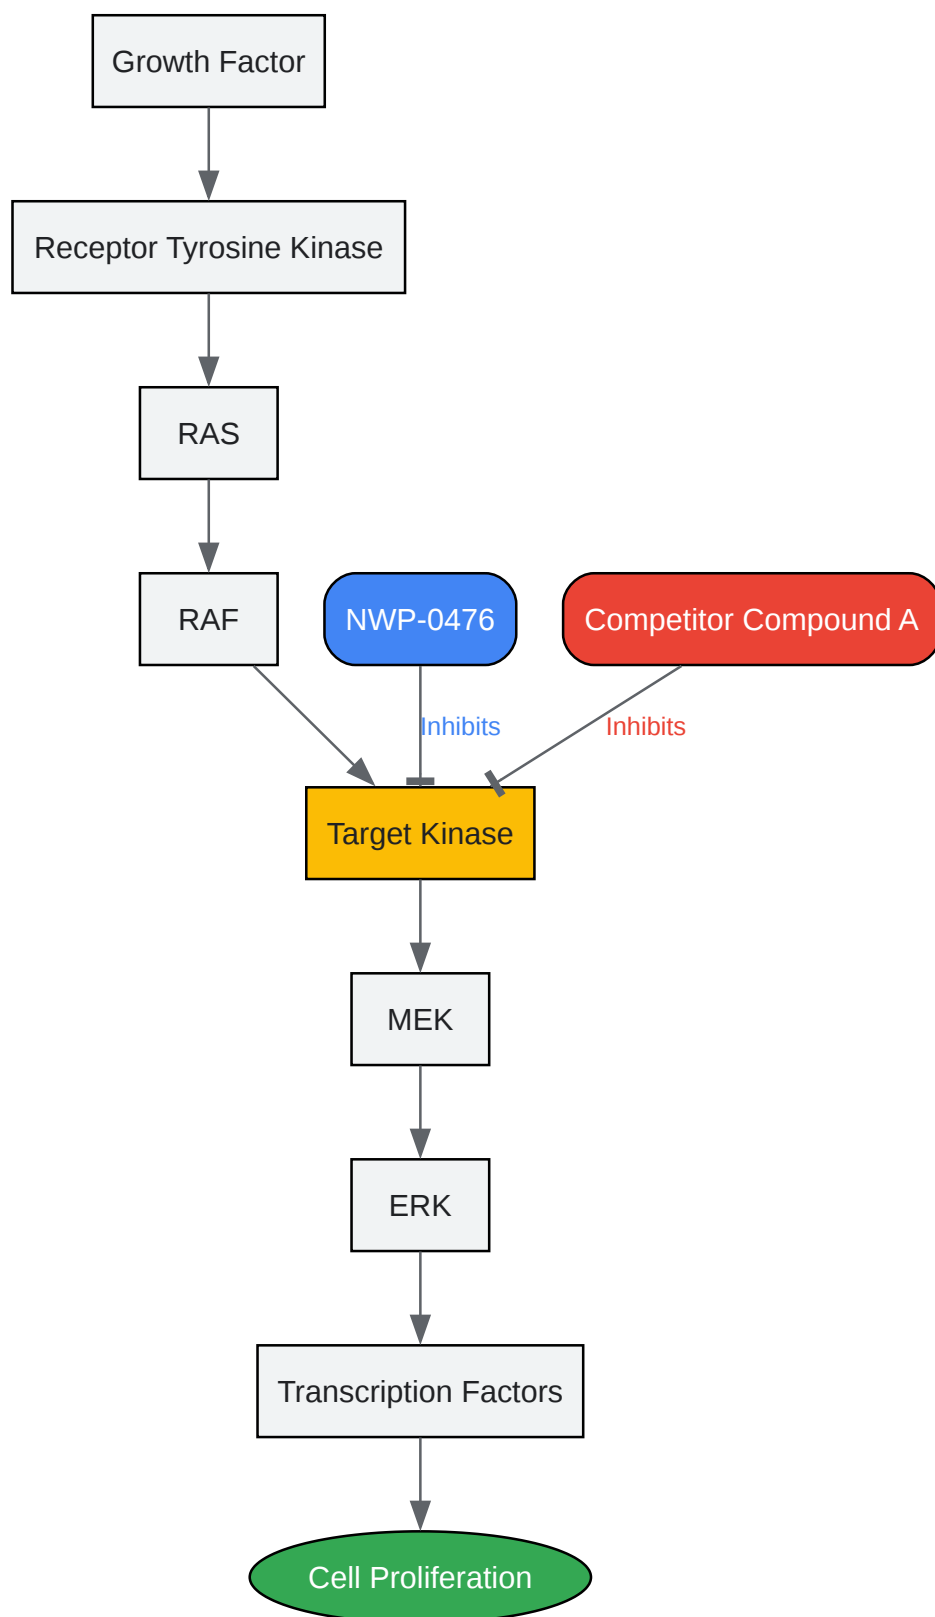 Growth Factor
Receptor Tyrosine Kinase
RAS
RAF
NWP-0476
Competitor Compound A
Inhibits
Inhibits
Target Kinase
MEK
ERK
Transcription Factors
Cell Proliferation